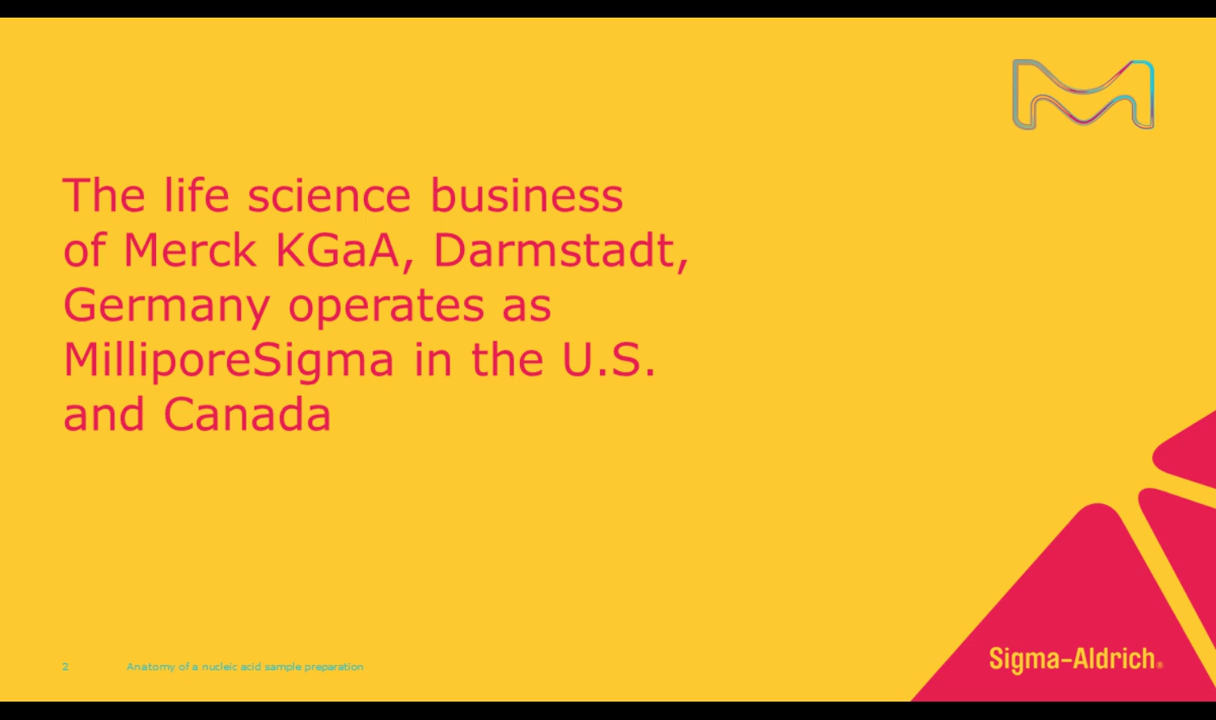 The life science business
of Merck KGaA, Darmstadt,
Germany operates as
MilliporeSigma in the U.S.
and Canada
2 Anatomy of a nucleic acid sample preparation
Sigma-Aldrich®